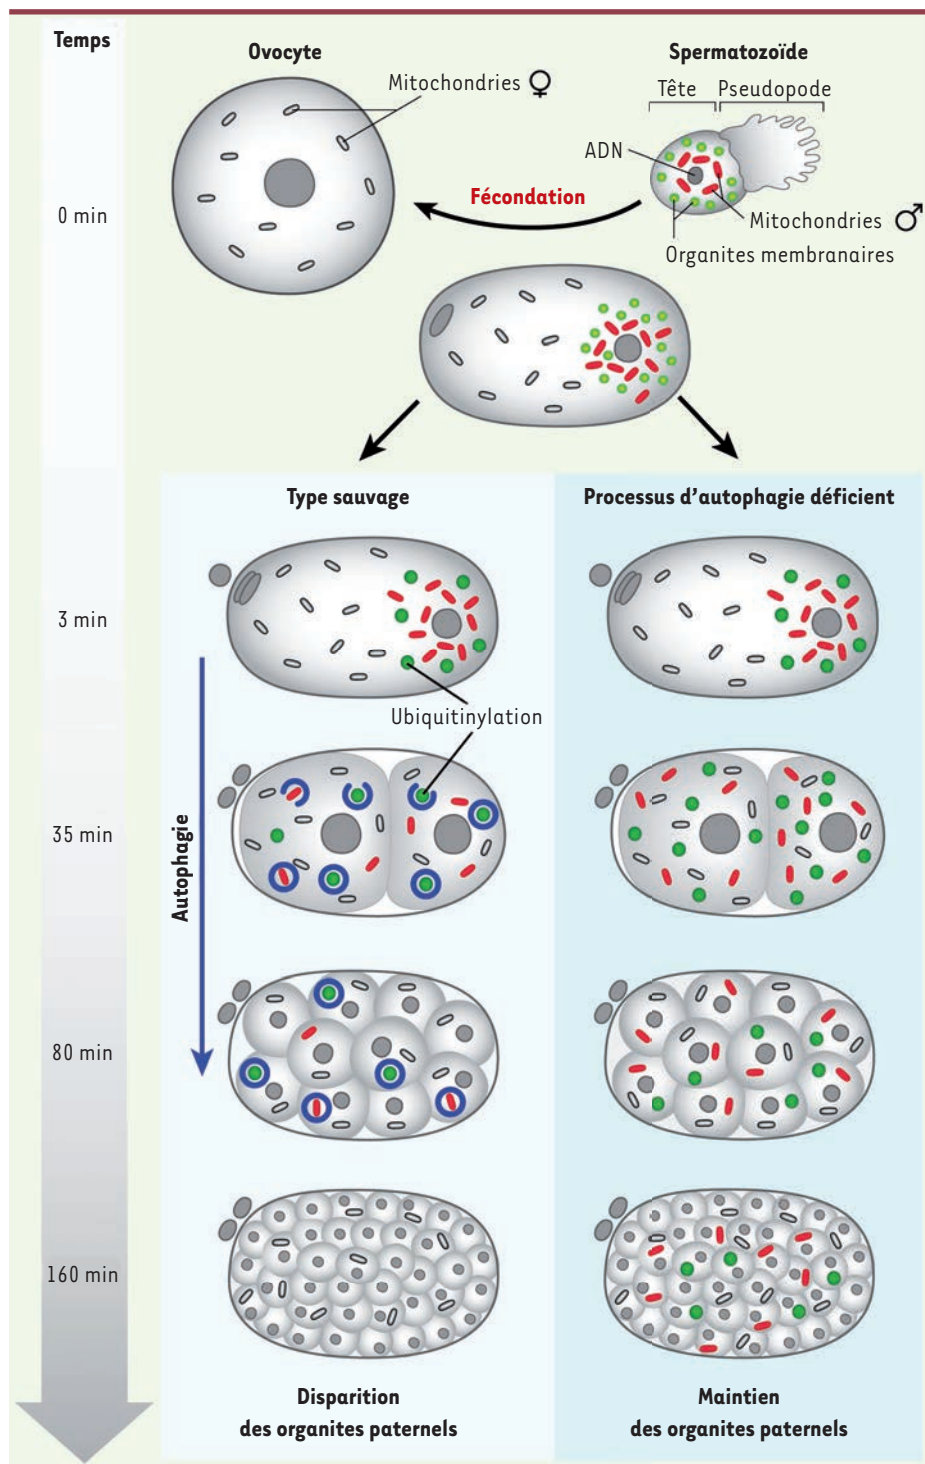 Temps
Ovocyte
Spermatozoïde
Mitochondries ♀
Tête
Pseudopode
ADN
Fécondation
0 min
Mitochondries ♂
Organites membranaires
Type sauvage
Processus d'autophagie déficient
3 min
Ubiquitinylation
35 min
Autophagie
80 min
160 min
Disparition
des organites paternels
Maintien
des organites paternels